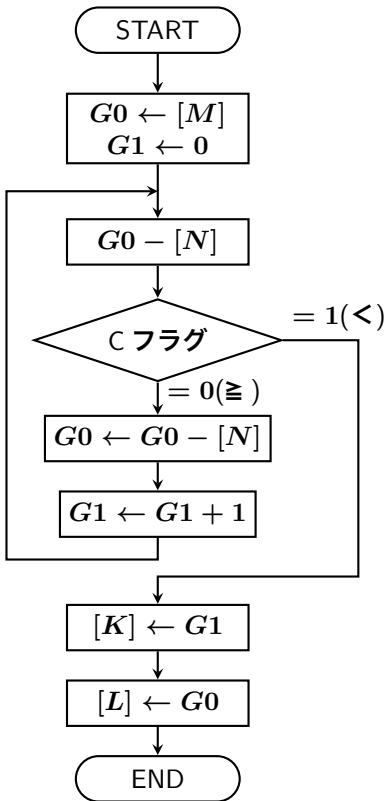 START
G0 ← [M]
G1 ← 0
G0 − [N]
C フラグ
= 1(<)
= 0(≧)
G0 ← G0 − [N]
G1 ← G1 + 1
[K] ← G1
[L] ← G0
END